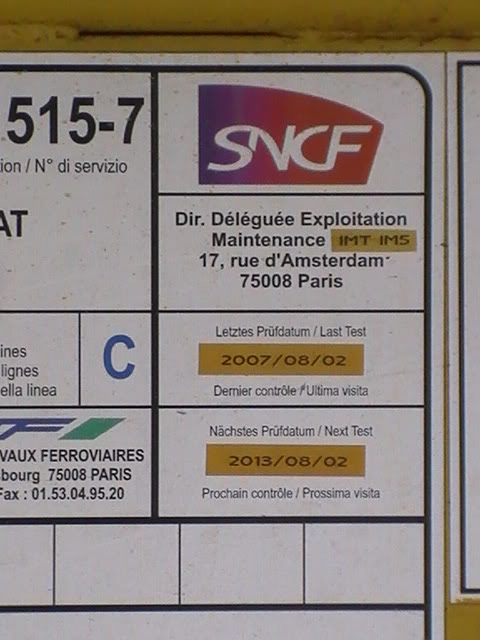 515-7
ion / N° di servizio
AT
SNCF
Dir. Déléguée Exploitation
Maintenance IMT IMS
17, rue d'Amsterdam
75008 Paris
ines
lignes
ella linea
C
Letztes Prüfdatum / Last Test
2007/08/02
Dernier contrôle / Ultima visita
VAUX FERROVIAIRES
sbourg 75008 PARIS
Fax : 01.53.04.95.20
Nächstes Prüfdatum / Next Test
2013/08/02
Prochain contrôle / Prossima visita